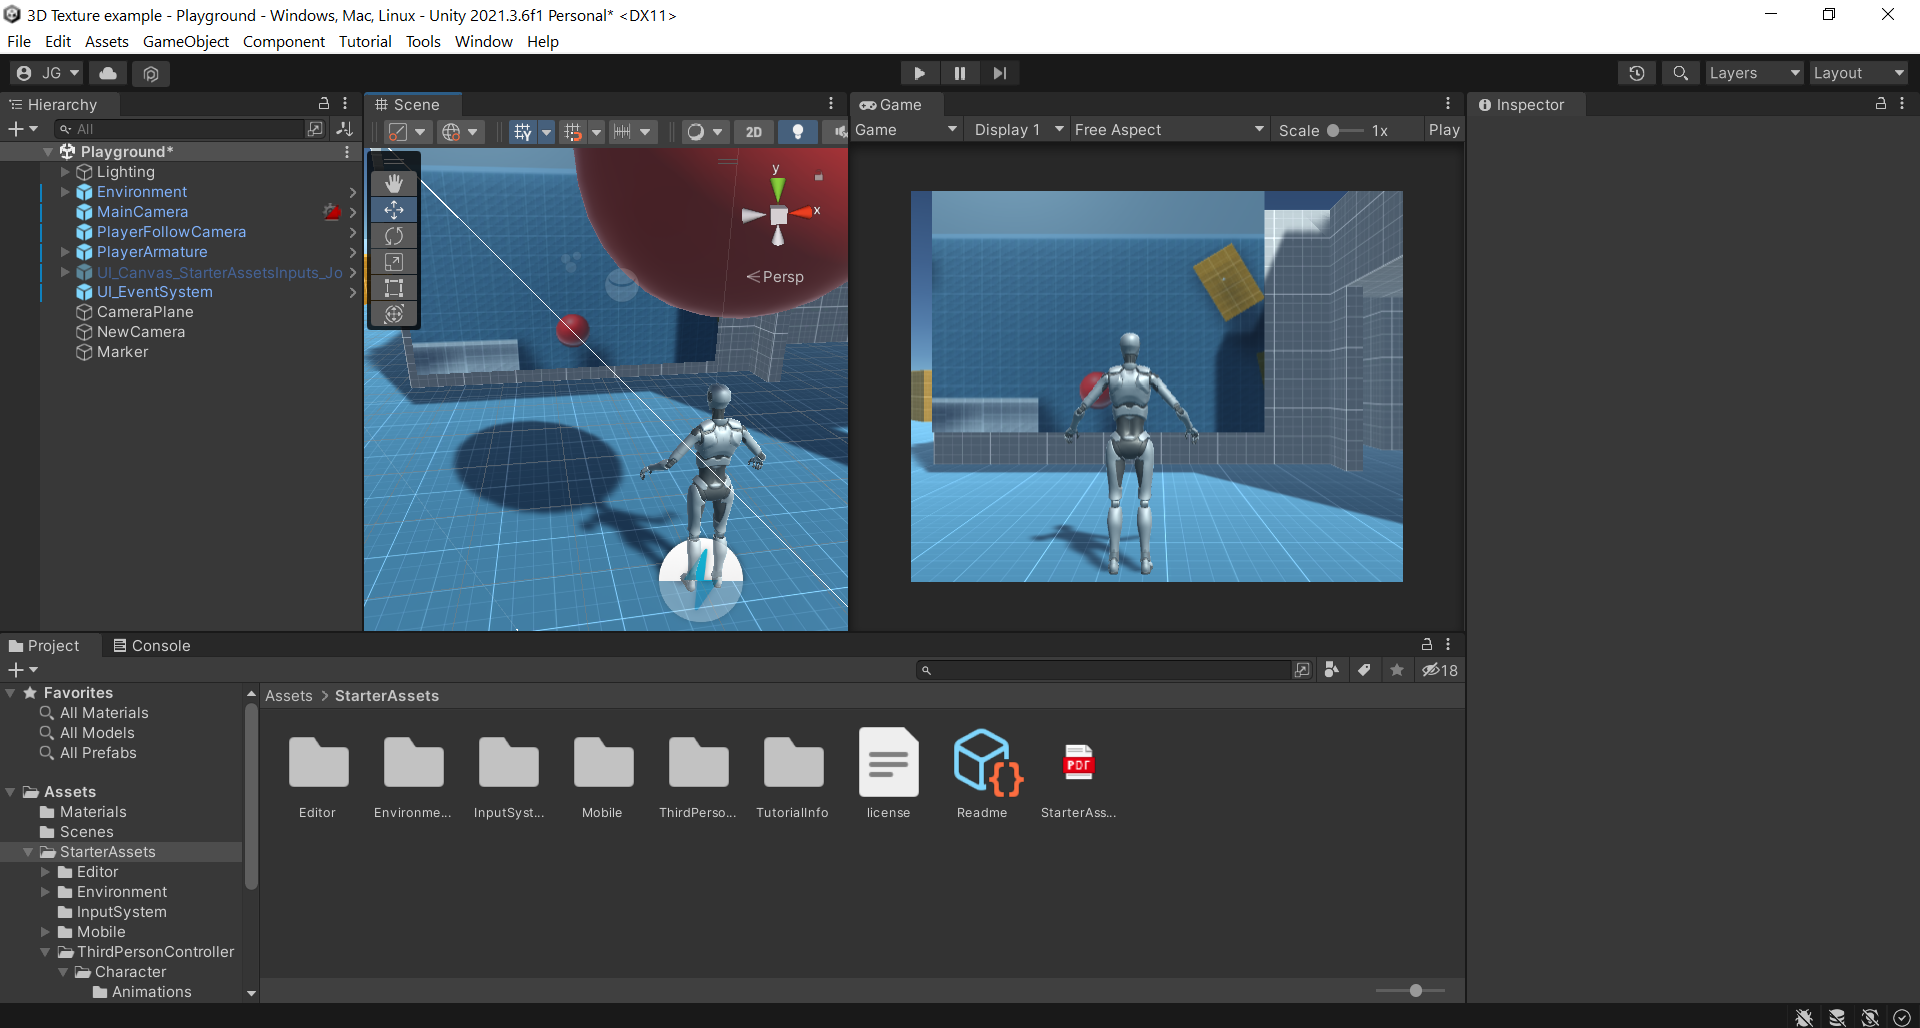 3D Texture example - Playground - Windows, Mac, Linux - Unity 2021.3.6f1 Personal* <DX11>
File Edit Assets GameObject Component Tutorial Tools Window Help
JG Layers Layout
Hierarchy
All
Playground*
Lighting
Environment
MainCamera
PlayerFollowCamera
PlayerArmature
UI_Canvas_StarterAssetsInputs_Jo
UI_EventSystem
CameraPlane
NewCamera
Marker
Scene
2D
y
x
Persp
Game
Game Display 1 Free Aspect Scale 1x Play
Inspector
Project Console
18
Favorites
All Materials
All Models
All Prefabs
Assets
Materials
Scenes
StarterAssets
Editor
Environment
InputSystem
Mobile
ThirdPersonController
Character
Animations
Assets > StarterAssets
PDF
Editor Environme... InputSyst... Mobile ThirdPerso... TutorialInfo license Readme StarterAss...